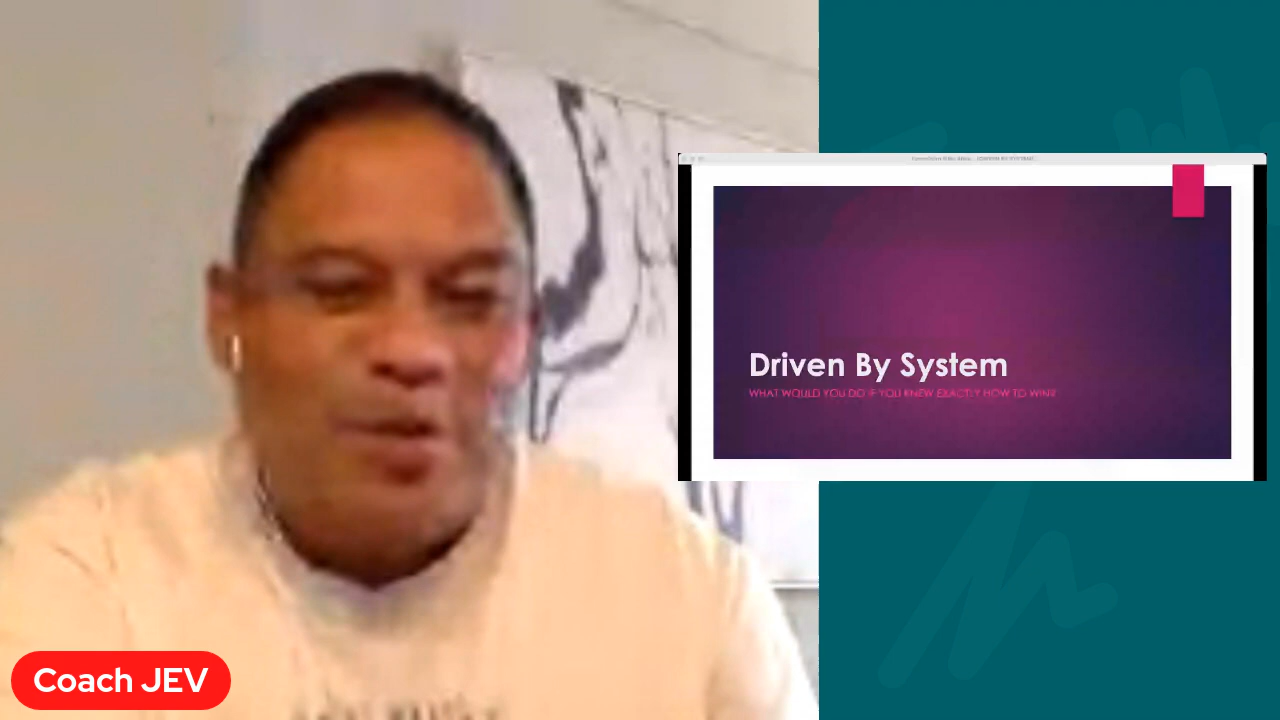 Driven By System
WHAT WOULD YOU DO IF YOU KNEW EXACTLY HOW TO WIN?
Coach JEV